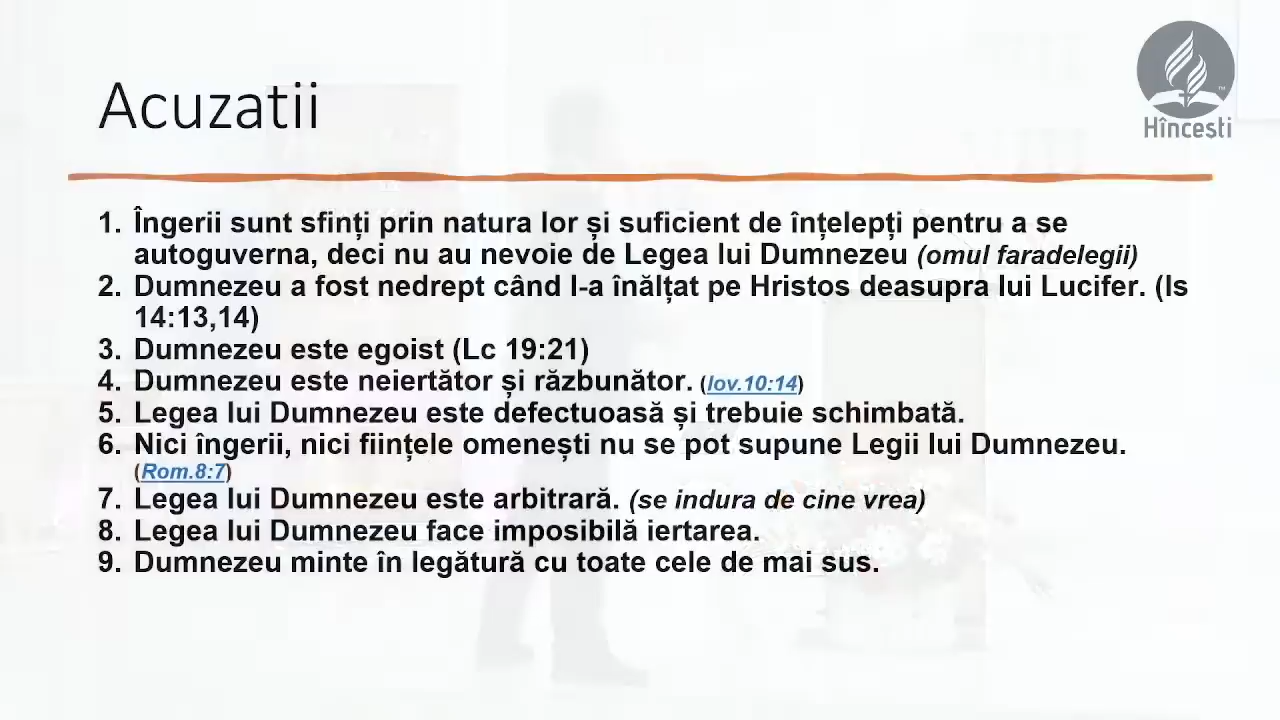 Acuzatii
Hîncești
1. Îngerii sunt sfinți prin natura lor și suficient de înțelepți pentru a se
autoguverna, deci nu au nevoie de Legea lui Dumnezeu (omul faradelegii)
2. Dumnezeu a fost nedrept când l-a înălțat pe Hristos deasupra lui Lucifer. (Is
14:13,14)
3. Dumnezeu este egoist (Lc 19:21)
4. Dumnezeu este neiertător și răzbunător. (Iov.10:14)
5. Legea lui Dumnezeu este defectuoasă și trebuie schimbată.
6. Nici îngerii, nici ființele omenești nu se pot supune Legii lui Dumnezeu.
(Rom.8:7)
7. Legea lui Dumnezeu este arbitrară. (se indura de cine vrea)
8. Legea lui Dumnezeu face imposibilă iertarea.
9. Dumnezeu minte în legătură cu toate cele de mai sus.